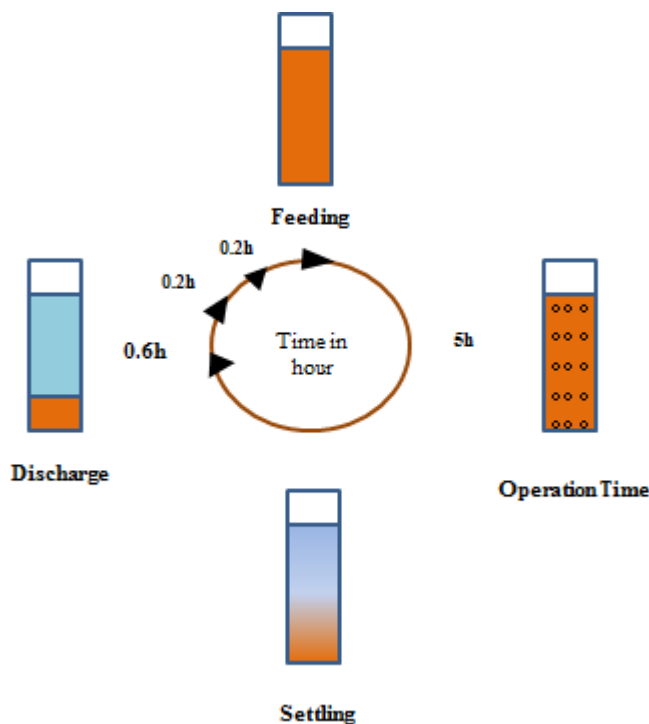 Feeding
0.2h
0.2h
0.6h
Time in
hour
5h
Discharge
Operation Time
Settling